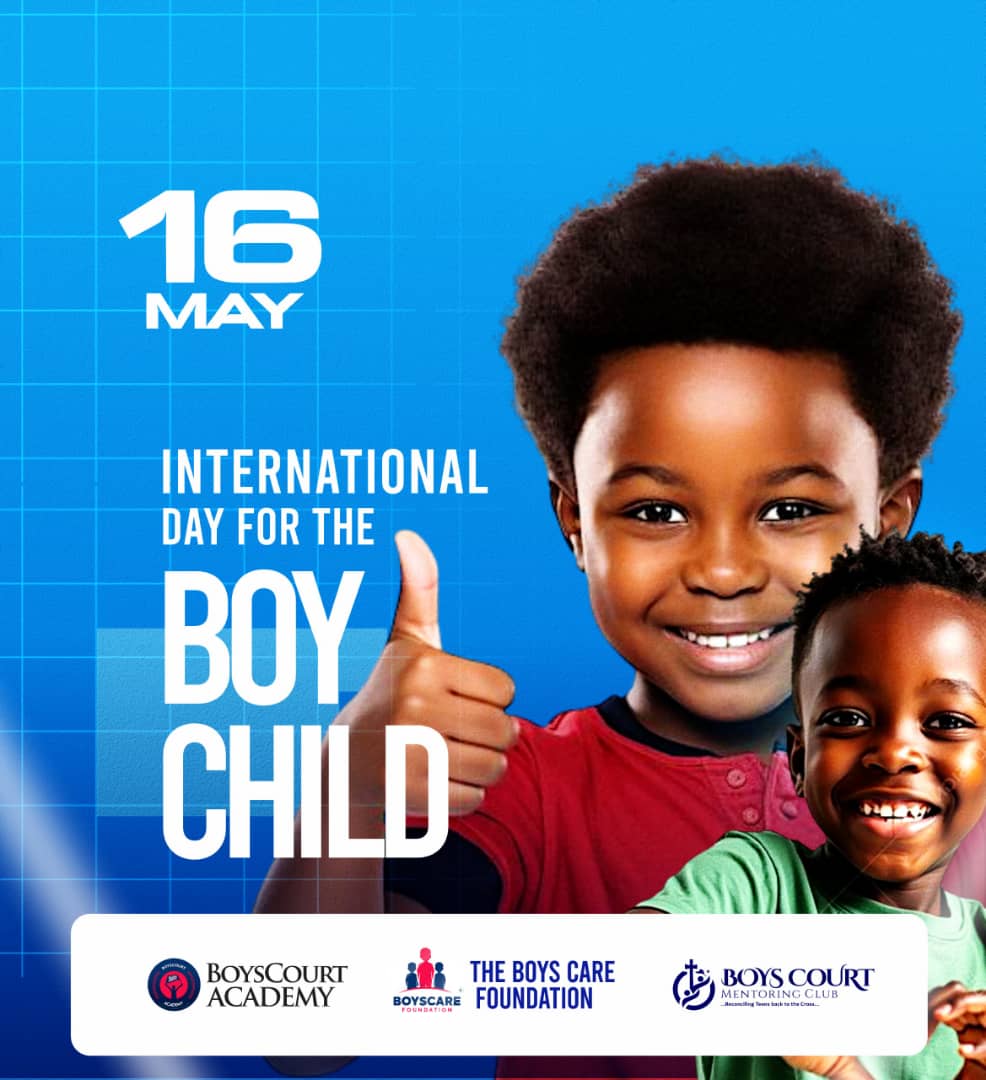 16
MAY
INTERNATIONAL
DAY FOR THE
BOY
CHILD
BOYSCOURT
ACADEMY
BOYSCARE
FOUNDATION
THE BOYS CARE
FOUNDATION
BOYS COURT
MENTORING CLUB
...Reconciling Teens back to the Cross...